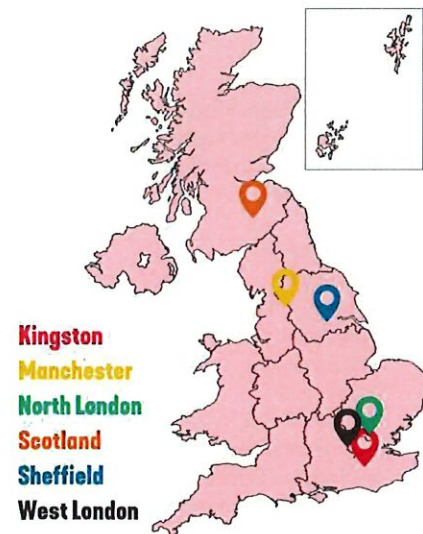 Kingston
Manchester
North London
Scotland
Sheffield
West London